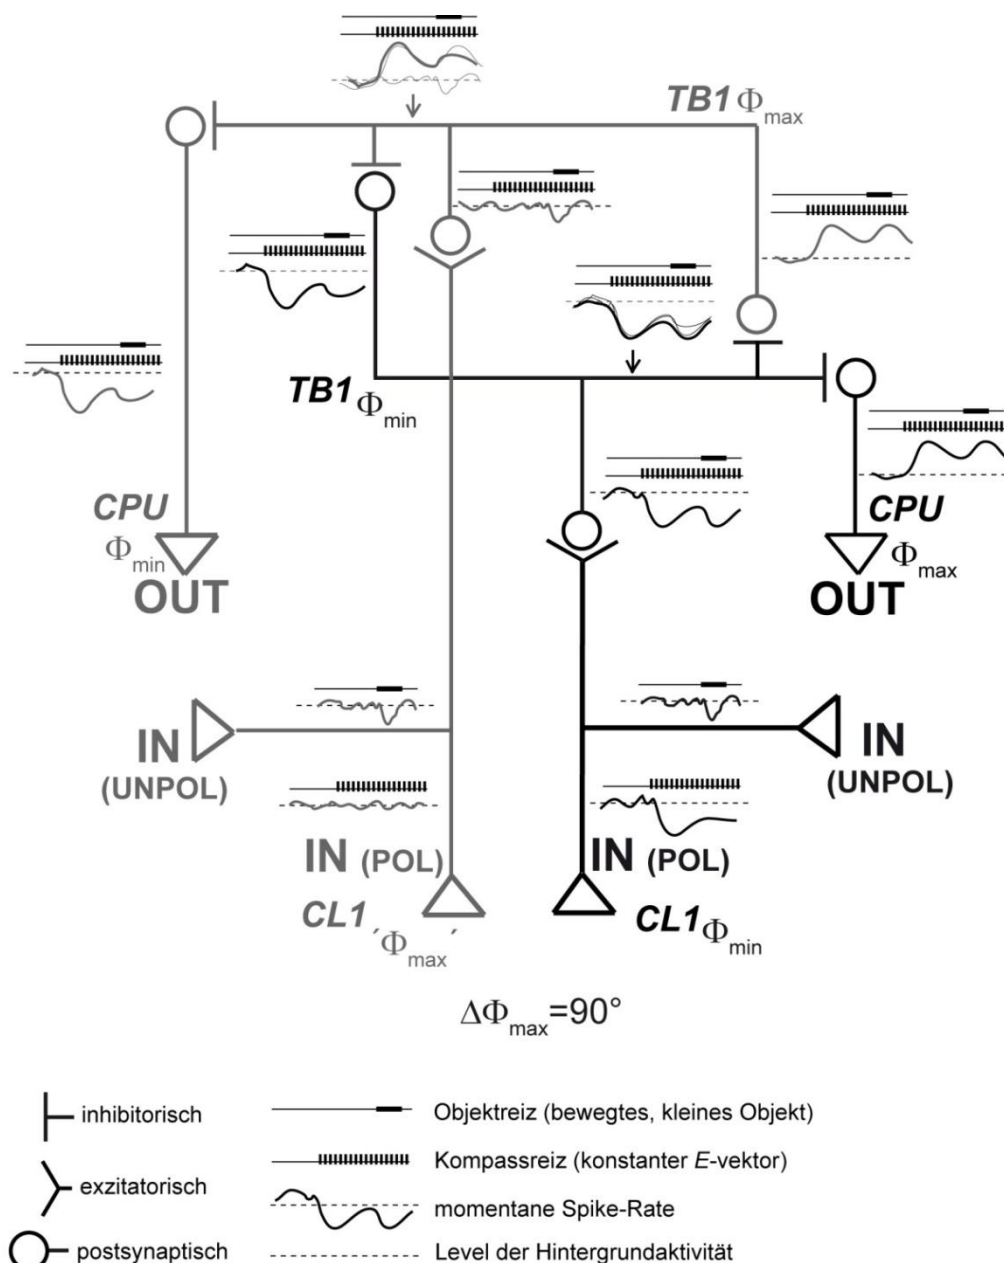 TB1 Φmax
TB1 Φmin
CPU
Φmin
OUT
CPU
Φmax
OUT
IN
(UNPOL)
IN
(UNPOL)
IN (POL)
CL1 ´Φmax´
IN (POL)
CL1 Φmin
ΔΦmax=90°
inhibitorisch
Objektreiz (bewegtes, kleines Objekt)
Kompassreiz (konstanter E-vektor)
exzitatorisch
momentane Spike-Rate
postsynaptisch
Level der Hintergrundaktivität